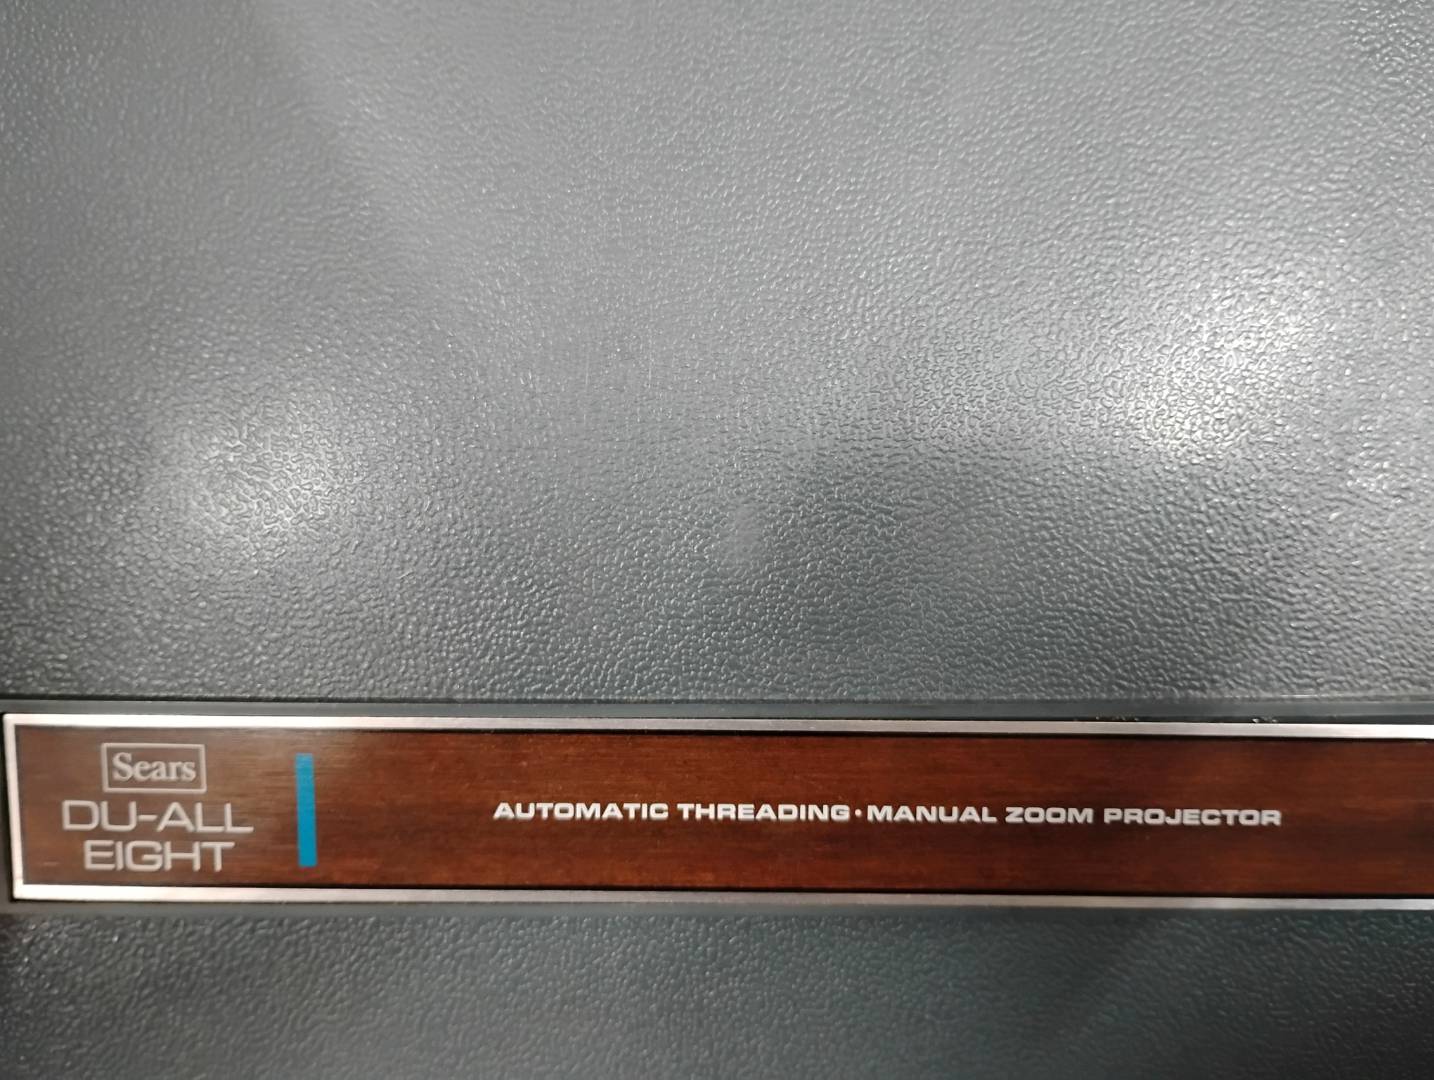 Sears
DU-ALL
EIGHT
AUTOMATIC THREADING • MANUAL ZOOM PROJECTOR